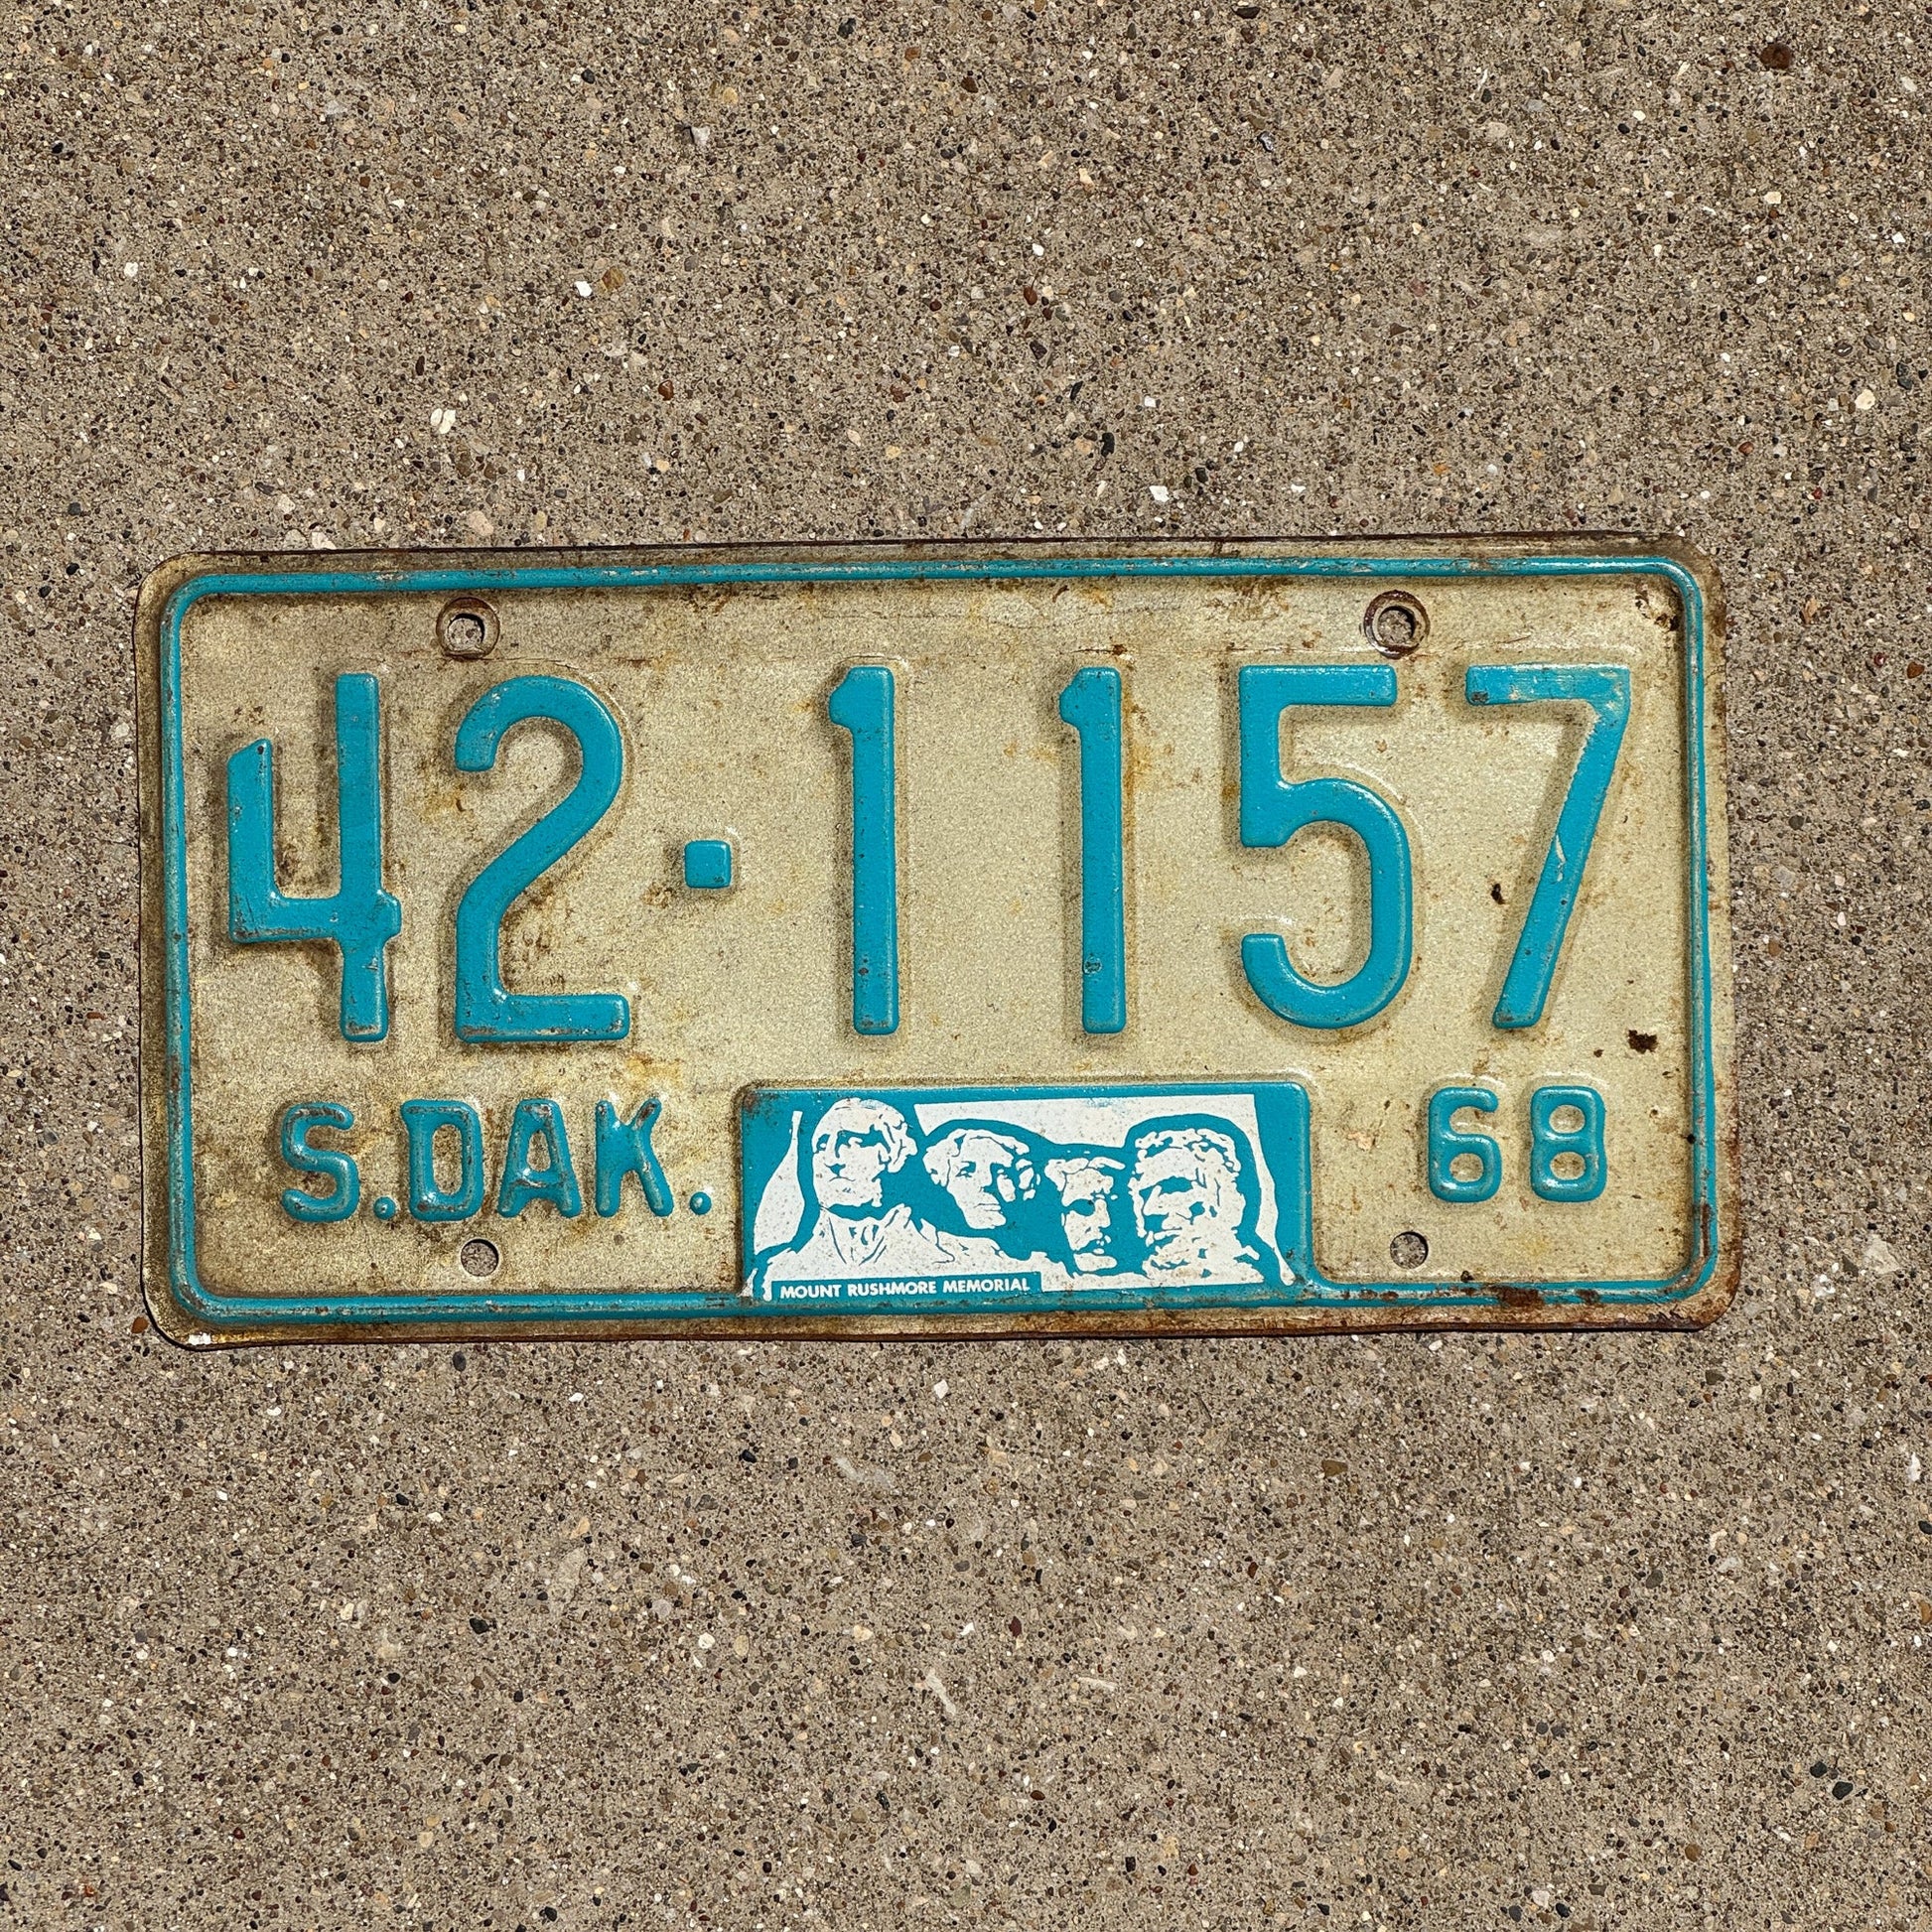 42·1157
S.DAK. 68
MOUNT RUSHMORE MEMORIAL